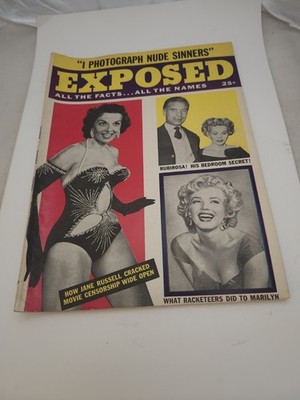 "I PHOTOGRAPH NUDE SINNERS"
EXPOSED
ALL THE FACTS...ALL THE NAMES
25¢
RUBIROSA! HIS BEDROOM SECRET!
HOW JANE RUSSELL CRACKED
MOVIE CENSORSHIP WIDE OPEN
WHAT RACKETEERS DID TO MARILYN